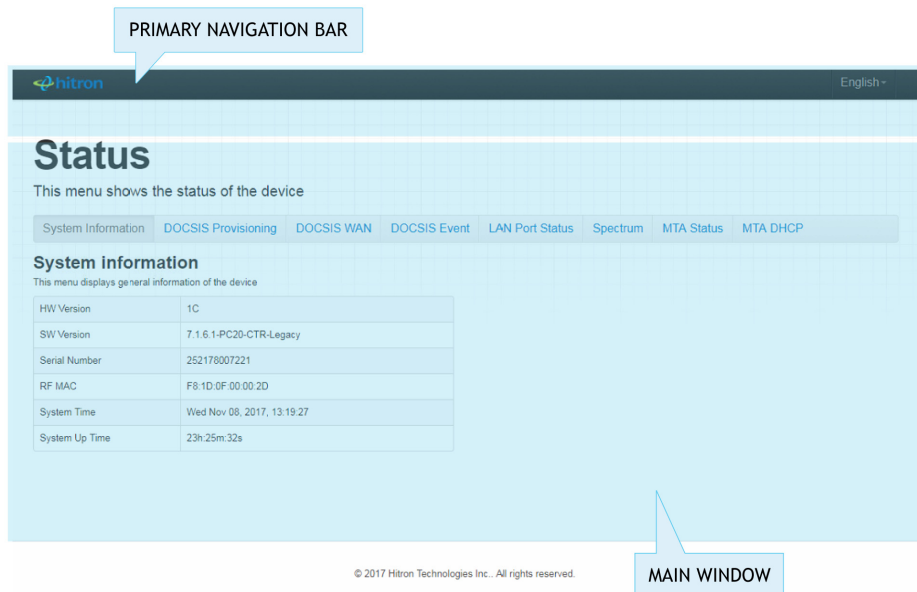 PRIMARY NAVIGATION BAR
hitron
English
Status
This menu shows the status of the device
System Information DOCSIS Provisioning DOCSIS WAN DOCSIS Event LAN Port Status Spectrum MTA Status MTA DHCP
System information
This menu displays general information of the device
HW Version 1C
SW Version 7.1.6.1-PC20-CTR-Legacy
Serial Number 252178007221
RF MAC F8:1D:0F:00:00:2D
System Time Wed Nov 08, 2017, 13:19:27
System Up Time 23h:25m:32s
© 2017 Hitron Technologies Inc.. All rights reserved.
MAIN WINDOW